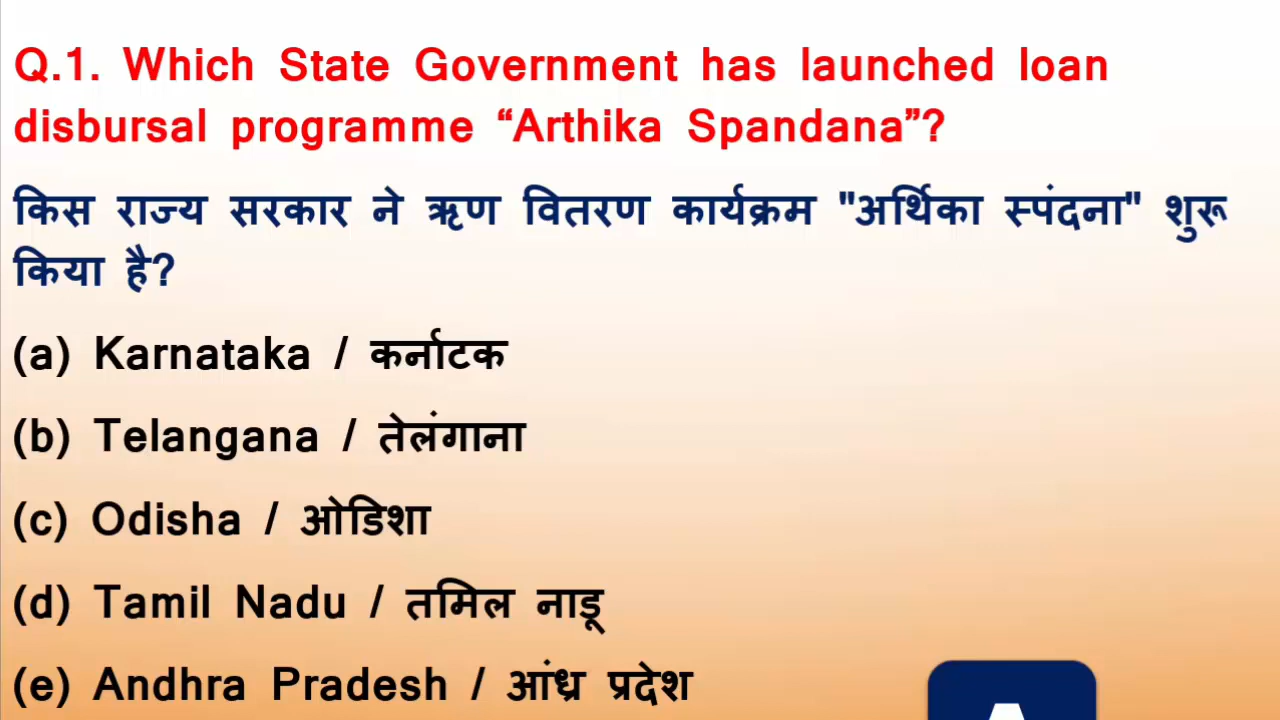 Q.1. Which State Government has launched loan
disbursal programme “Arthika Spandana”?
किस राज्य सरकार ने ऋण वितरण कार्यक्रम "अर्थिका स्पंदना" शुरू
किया है?
(a) Karnataka / कर्नाटक
(b) Telangana / तेलंगाना
(c) Odisha / ओडिशा
(d) Tamil Nadu / तमिल नाडू
(e) Andhra Pradesh / आंध्र प्रदेश